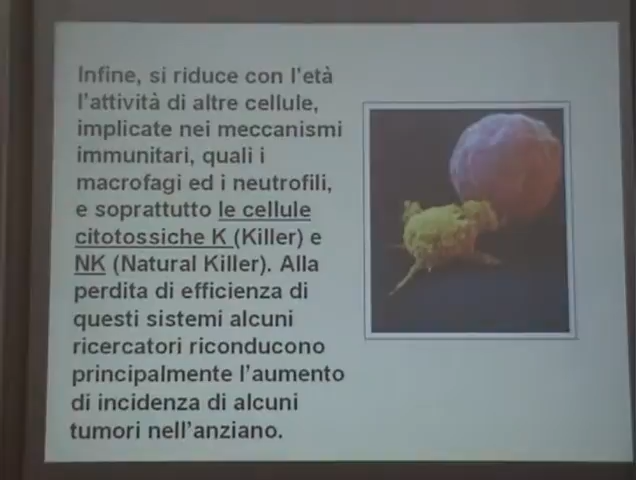 Infine, si riduce con l'età
l'attività di altre cellule,
implicate nei meccanismi
immunitari, quali i
macrofagi ed i neutrofili,
e soprattutto le cellule
citotossiche K (Killer) e
NK (Natural Killer). Alla
perdita di efficienza di
questi sistemi alcuni
ricercatori riconducono
principalmente l'aumento
di incidenza di alcuni
tumori nell'anziano.